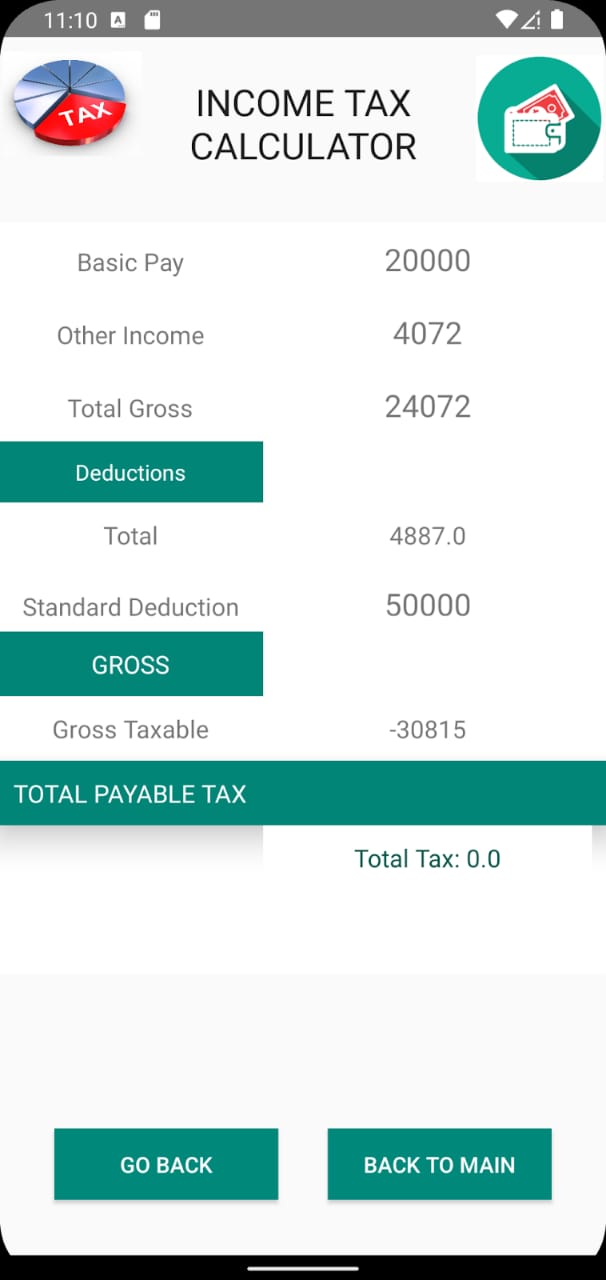 11:10 A
TAX
INCOME TAX
CALCULATOR
Basic Pay 20000
Other Income 4072
Total Gross 24072
Deductions
Total 4887.0
Standard Deduction 50000
GROSS
Gross Taxable -30815
TOTAL PAYABLE TAX
Total Tax: 0.0
GO BACK BACK TO MAIN